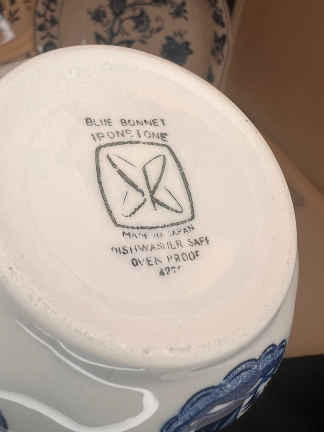 BLUE BONNET
IRONSTONE
MADE IN JAPAN
DISHWASHER SAFE
OVEN PROOF